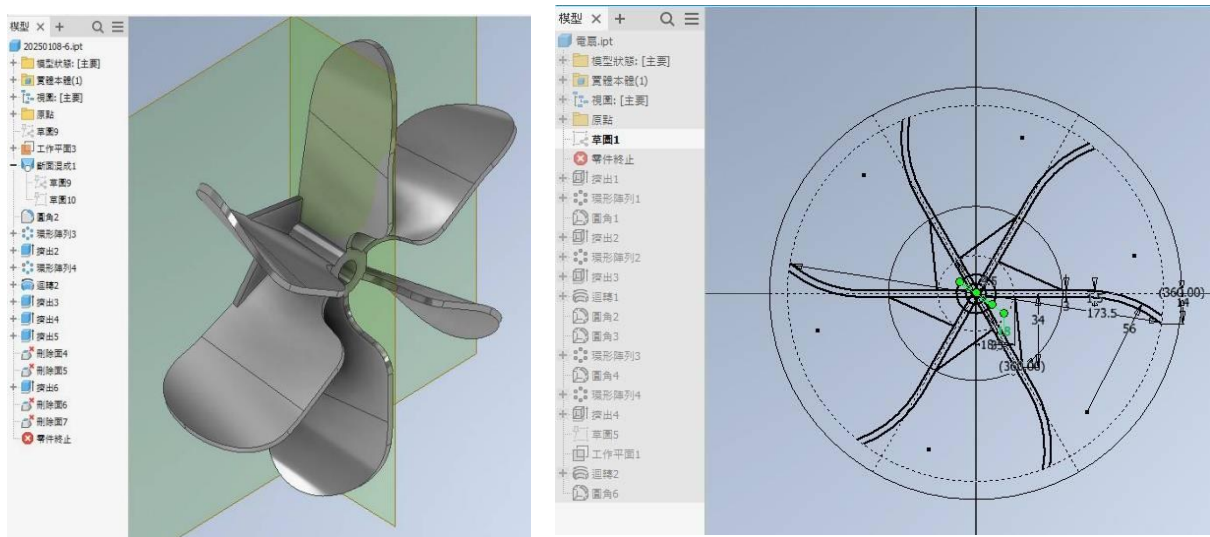 模型 × +
20250108-6.ipt
模型狀態: [主要]
實體本體(1)
視圖: [主要]
原點
草圖9
工作平面3
斷面混成1
草圖9
草圖10
圓角2
環形陣列3
擠出2
環形陣列4
迴轉2
擠出3
擠出4
擠出5
刪除面4
刪除面5
擠出6
刪除面6
刪除面7
零件終止
模型 × +
電扇.ipt
模型狀態: [主要]
實體本體(1)
視圖: [主要]
原點
草圖1
零件終止
擠出1
環形陣列1
圓角1
擠出2
環形陣列2
擠出3
迴轉1
圓角2
環形陣列3
圓角4
環形陣列4
擠出4
草圖5
工作平面1
迴轉2
圓角6
(360.00)
14
173.5
3
34
56
(360.00)